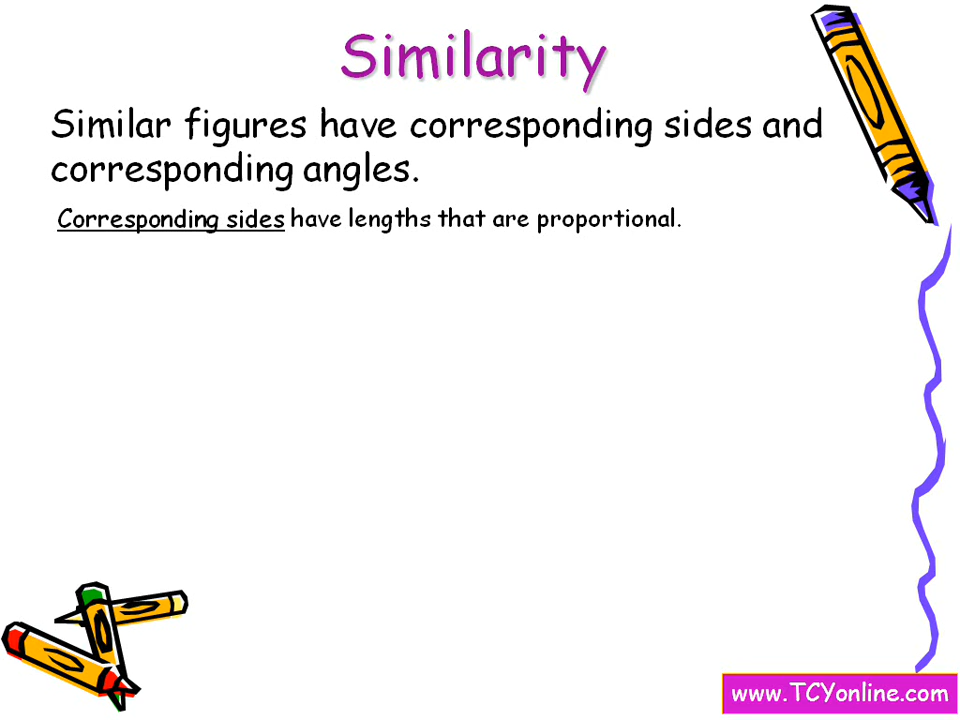 Similarity
Similar figures have corresponding sides and
corresponding angles.
Corresponding sides have lengths that are proportional.
www.TCYonline.com